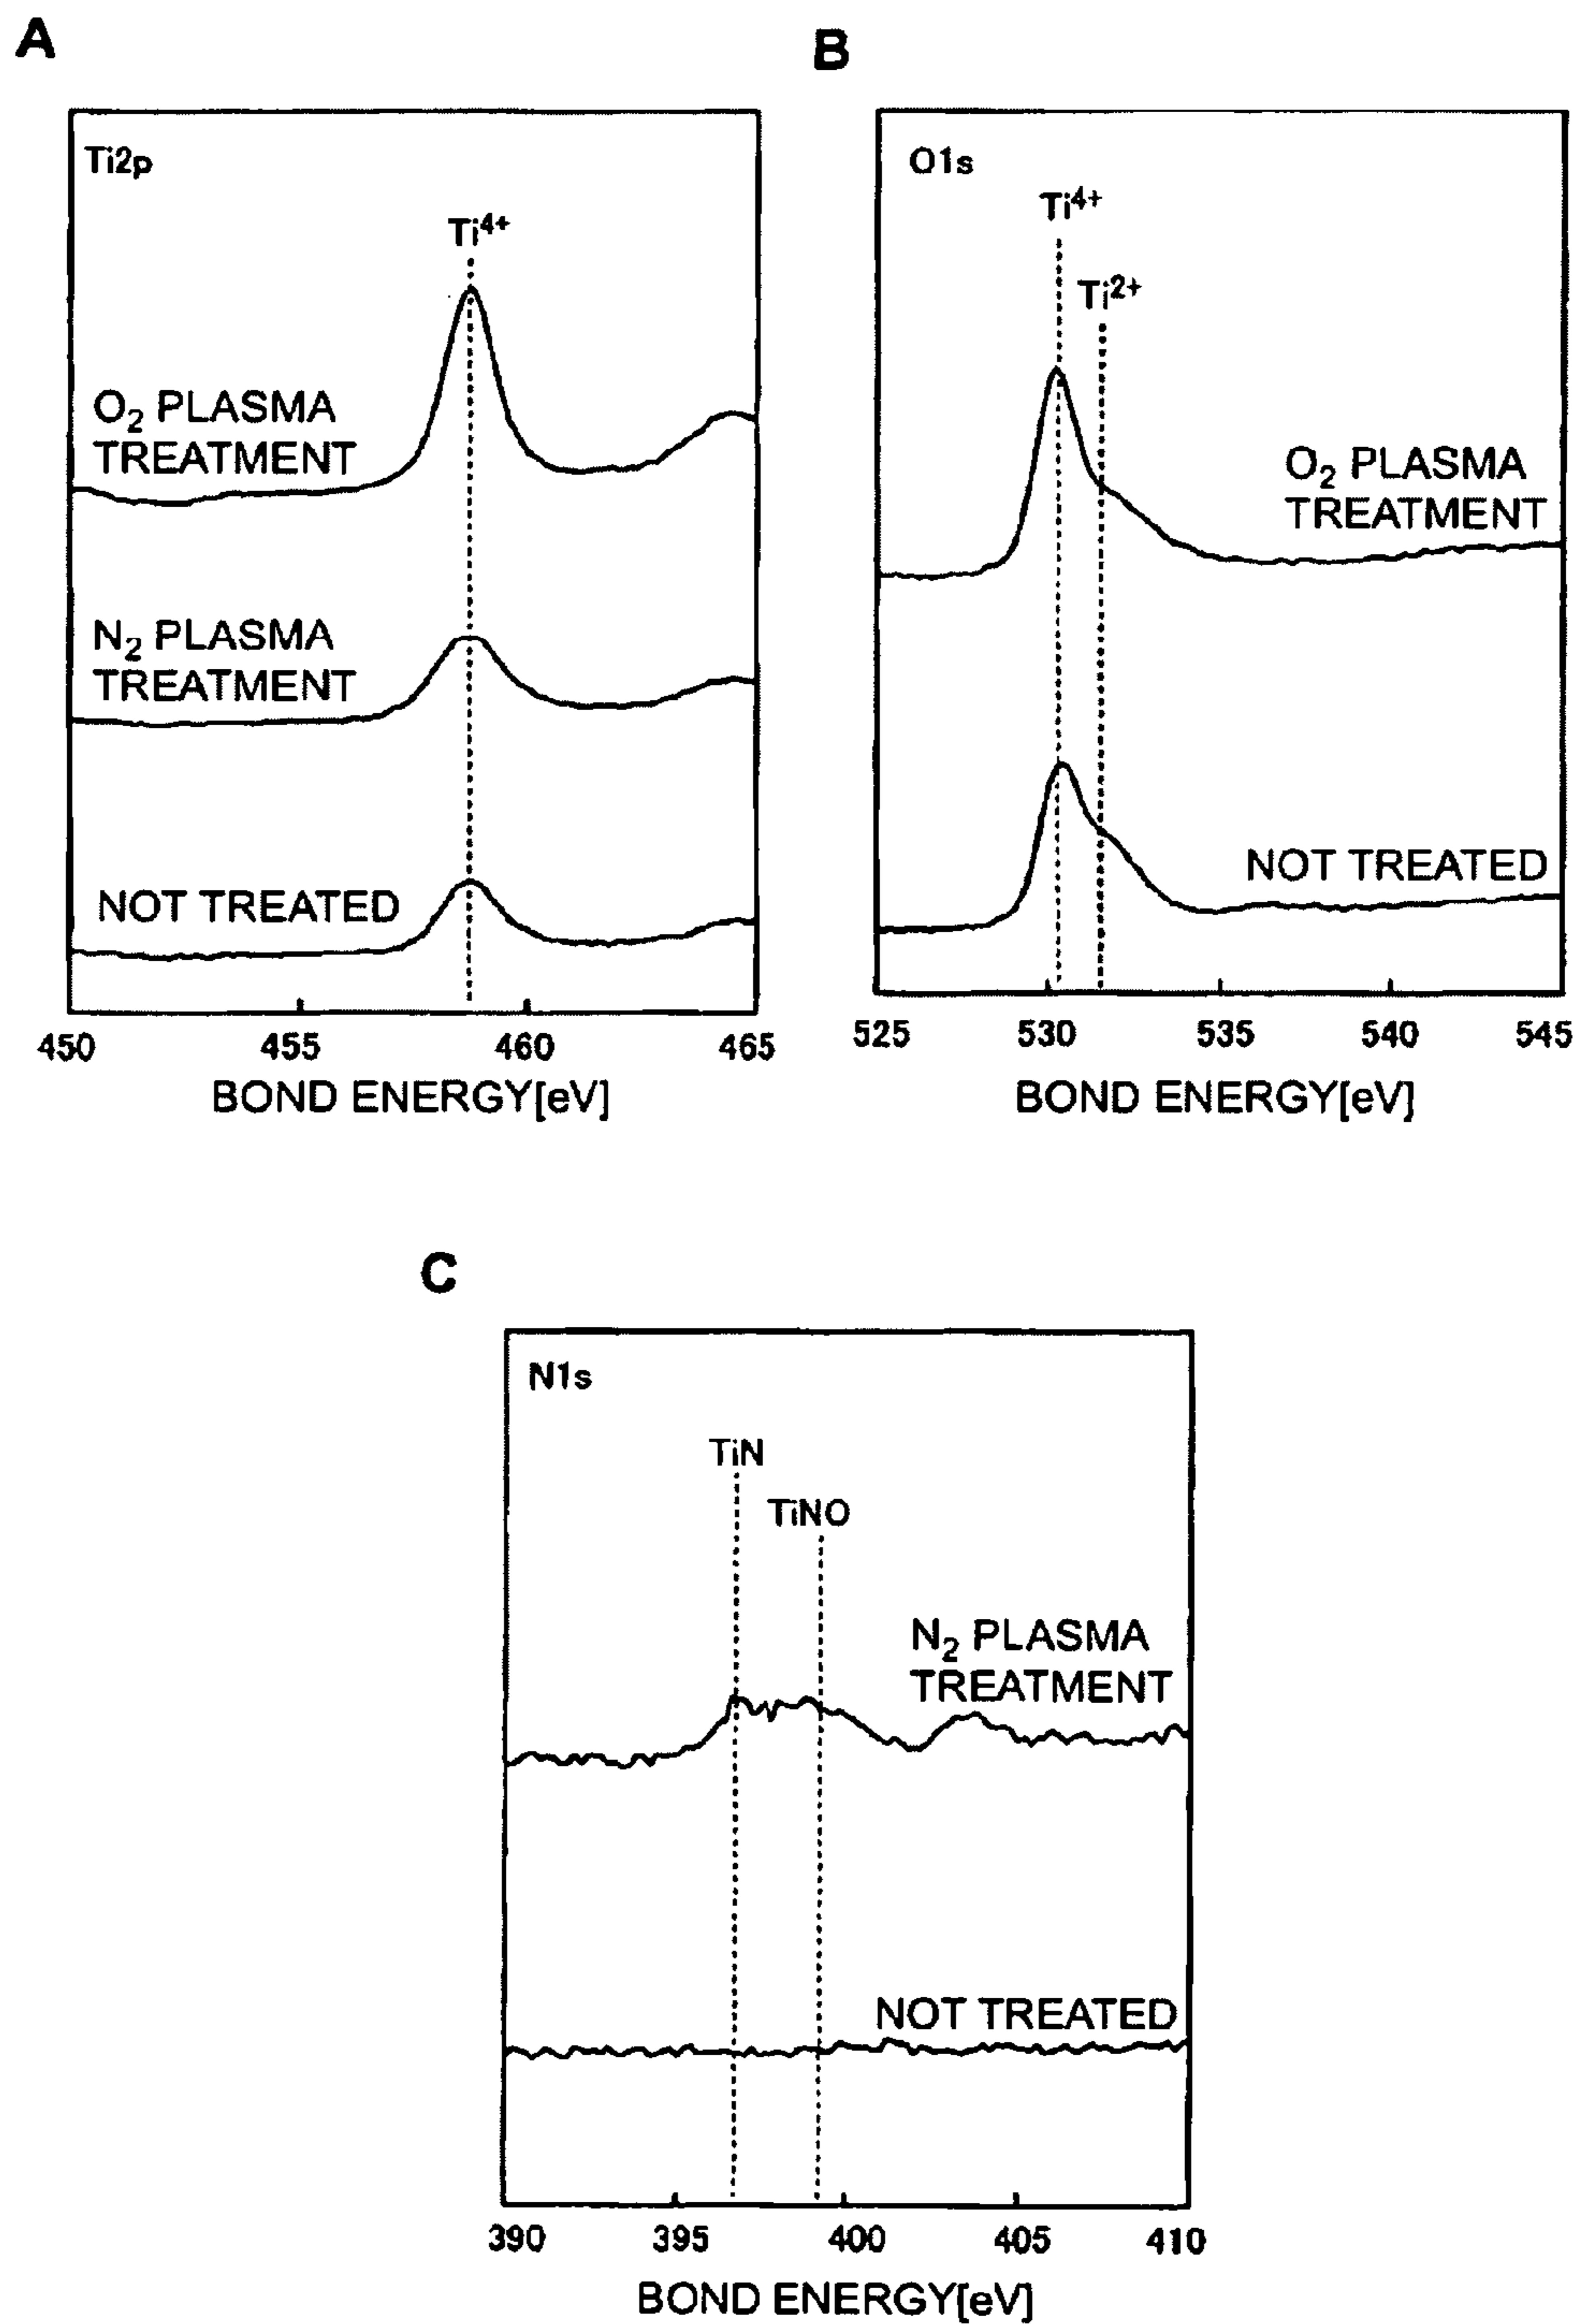 A
Ti2p
Ti⁴⁺
O₂ PLASMA
TREATMENT
N₂ PLASMA
TREATMENT
NOT TREATED
450 455 460 465
BOND ENERGY[eV]
B
O1s
Ti⁴⁺
Ti²⁺
O₂ PLASMA
TREATMENT
NOT TREATED
525 530 535 540 545
BOND ENERGY[eV]
C
N1s
TiN
TiNO
N₂ PLASMA
TREATMENT
NOT TREATED
390 395 400 405 410
BOND ENERGY[eV]